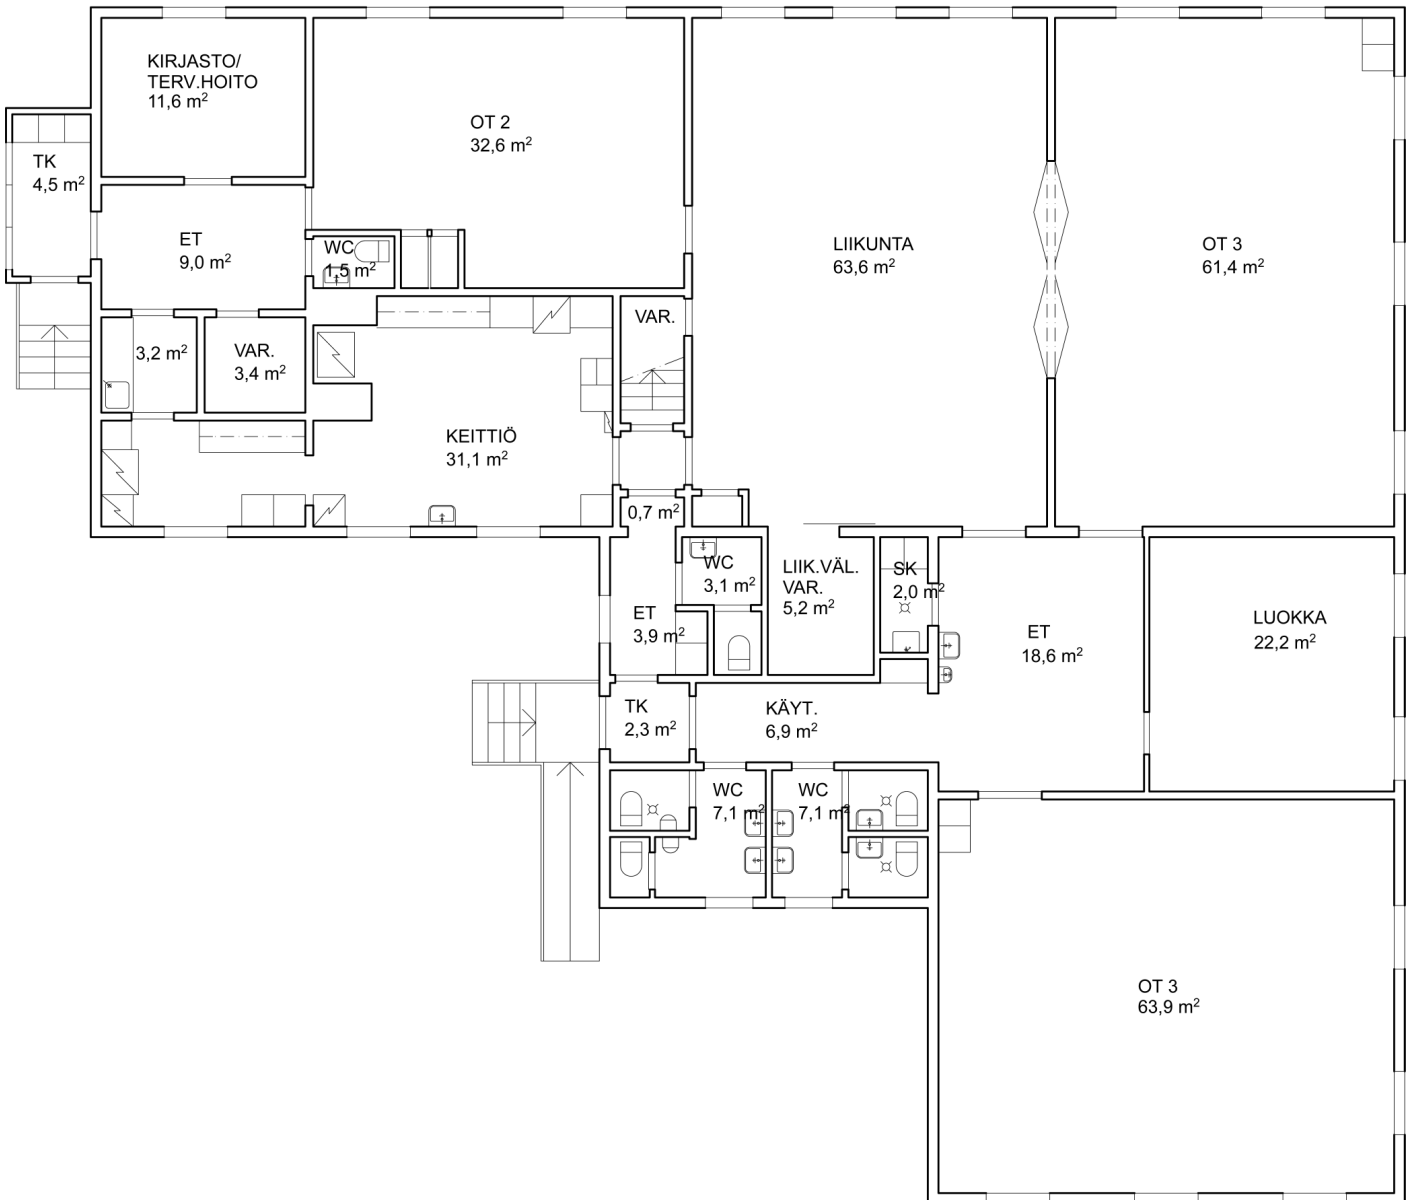 KIRJASTO/
TERV.HOITO
11,6 m²
OT 2
32,6 m²
TK
4,5 m²
ET
9,0 m²
WC
1,5 m²
LIIKUNTA
63,6 m²
OT 3
61,4 m²
VAR.
3,2 m²
VAR.
3,4 m²
KEITTIÖ
31,1 m²
0,7 m²
WC
3,1 m²
LIIK.VÄL.
VAR.
5,2 m²
SK
2,0 m²
ET
3,9 m²
ET
18,6 m²
LUOKKA
22,2 m²
TK
2,3 m²
KÄYT.
6,9 m²
WC
7,1 m²
WC
7,1 m²
OT 3
63,9 m²